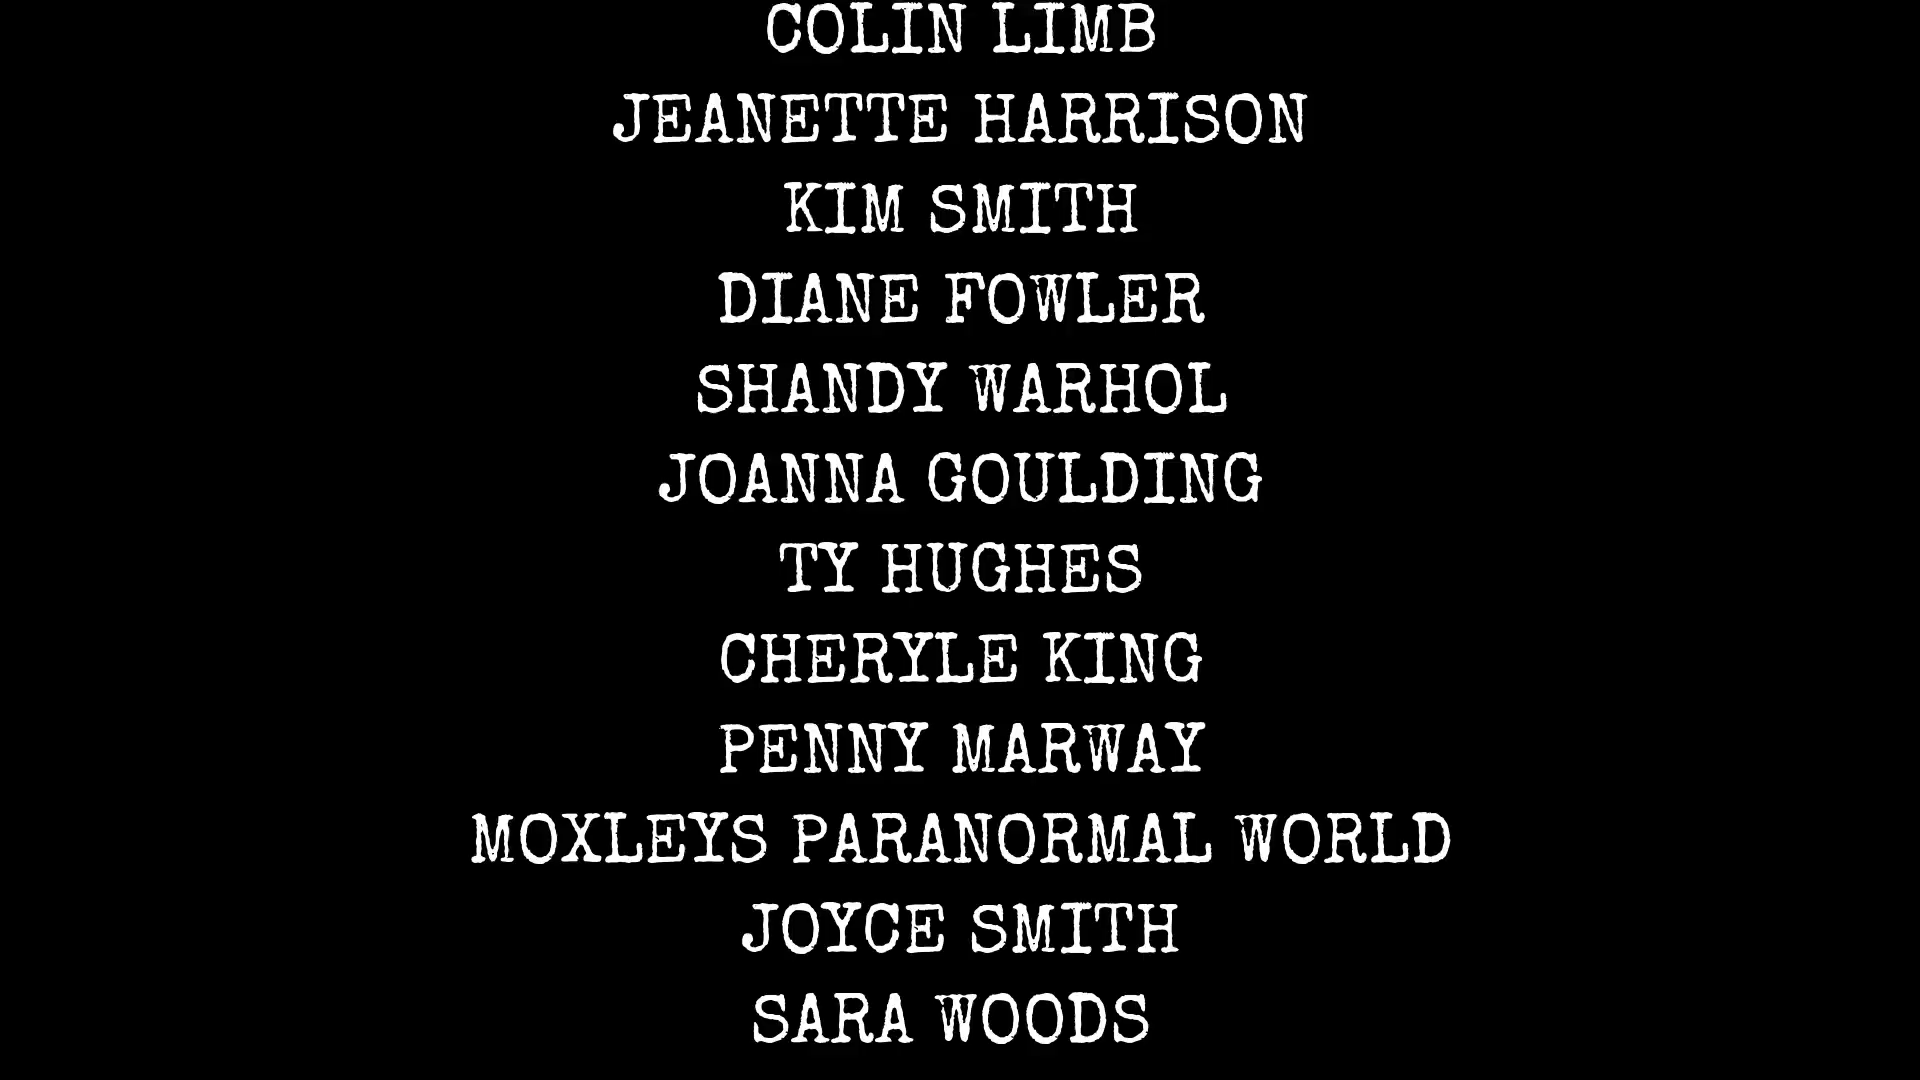 COLIN LIMB
JEANETTE HARRISON
KIM SMITH
DIANE FOWLER
SHANDY WARHOL
JOANNA GOULDING
TY HUGHES
CHERYLE KING
PENNY MARWAY
MOXLEYS PARANORMAL WORLD
JOYCE SMITH
SARA WOODS